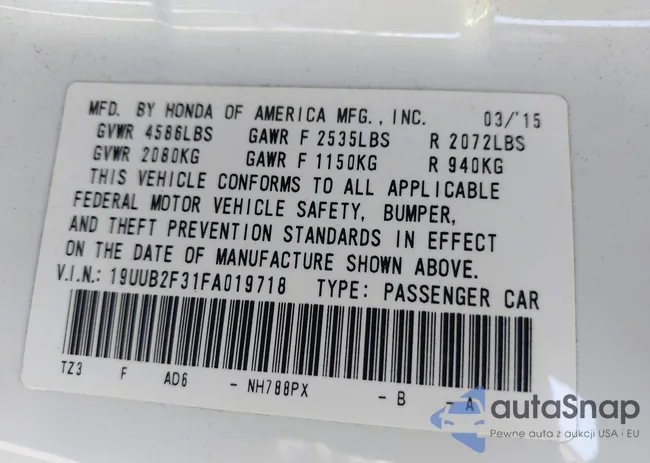 MFD. BY HONDA OF AMERICA MFG., INC. 03/'15
GVWR 4586LBS GAWR F 2535LBS R 2072LBS
GVWR 2080KG GAWR F 1150KG R 940KG
THIS VEHICLE CONFORMS TO ALL APPLICABLE
FEDERAL MOTOR VEHICLE SAFETY, BUMPER,
AND THEFT PREVENTION STANDARDS IN EFFECT
ON THE DATE OF MANUFACTURE SHOWN ABOVE.
V.I.N.: 19UUB2F31FA019718 TYPE: PASSENGER CAR
TZ3 F AD6 - NH788PX - B - A
autaSnap
Pewne auta z aukcji USA i EU